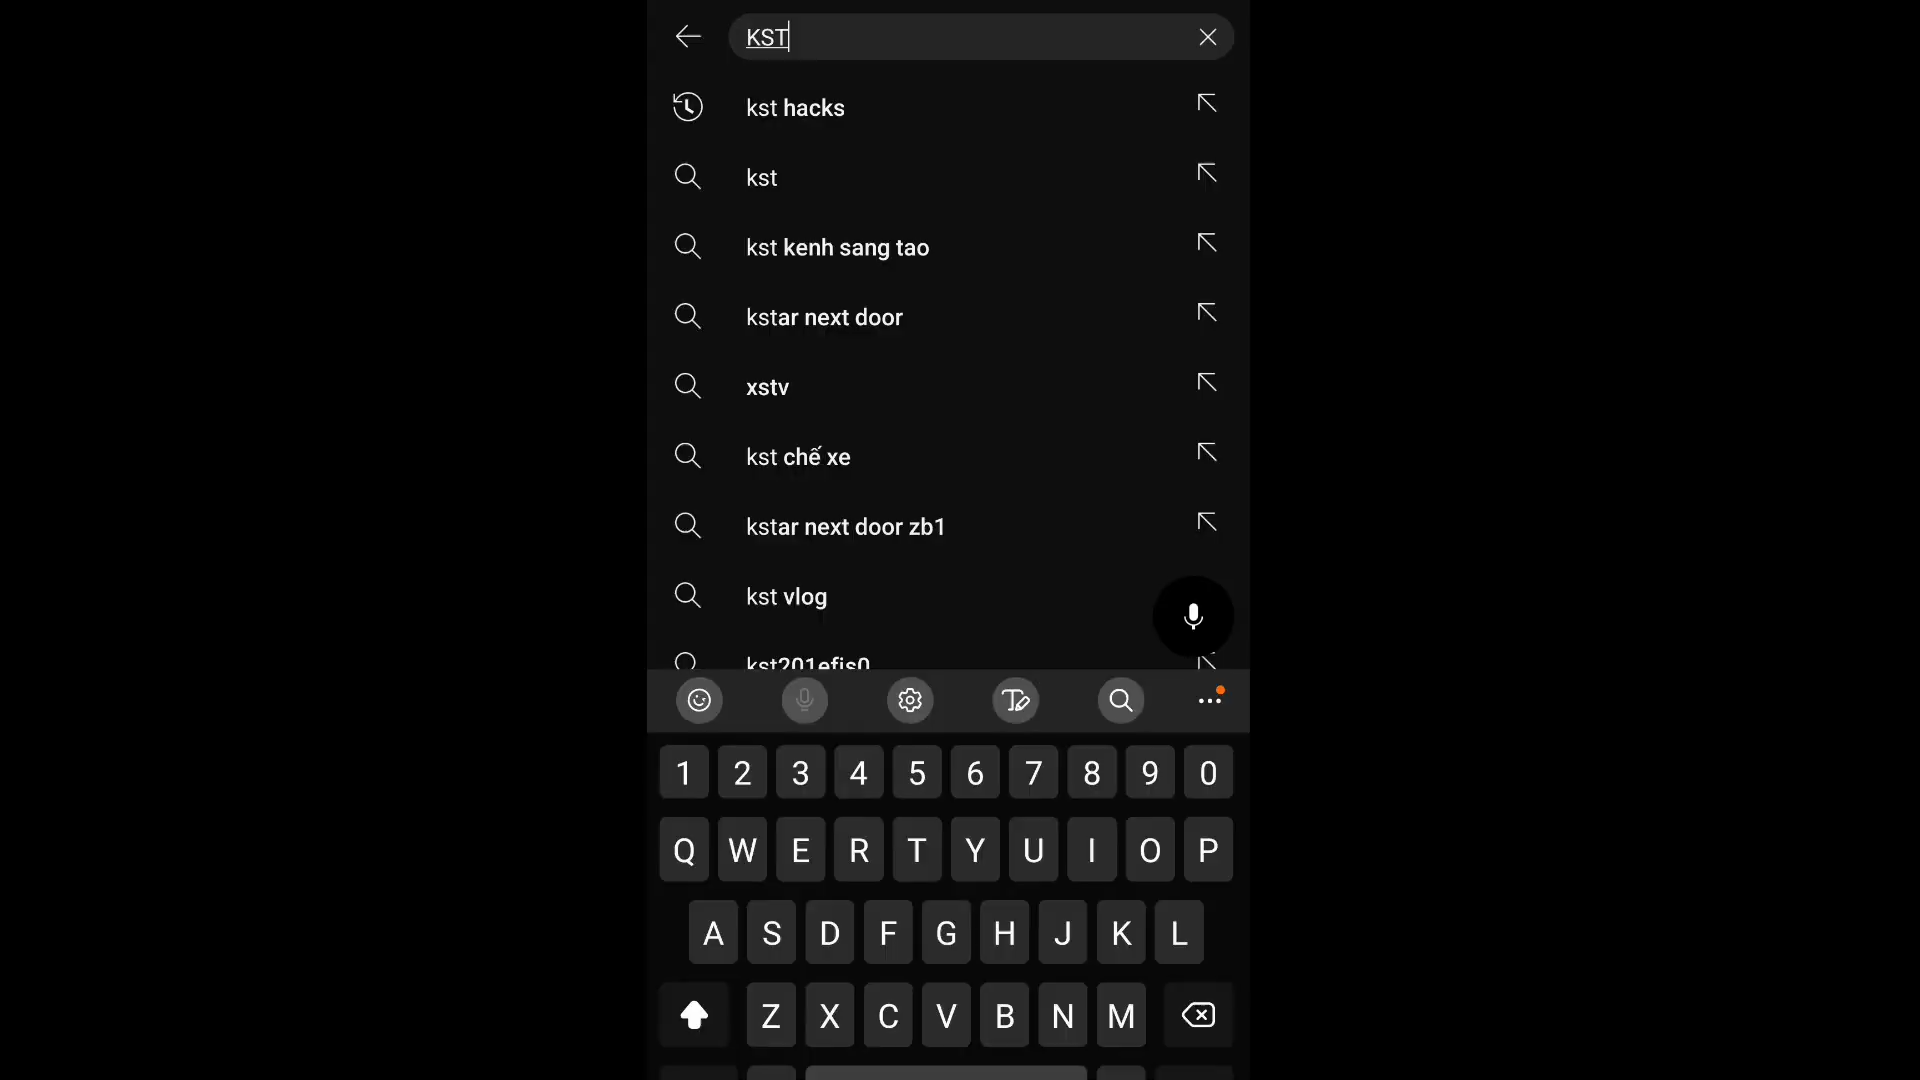 KST
kst hacks
kst
kst kenh sang tao
kstar next door
xstv
kst chế xe
kstar next door zb1
kst vlog
kst201efis0
1 2 3 4 5 6 7 8 9 0
Q W E R T Y U I O P
A S D F G H J K L
Z X C V B N M